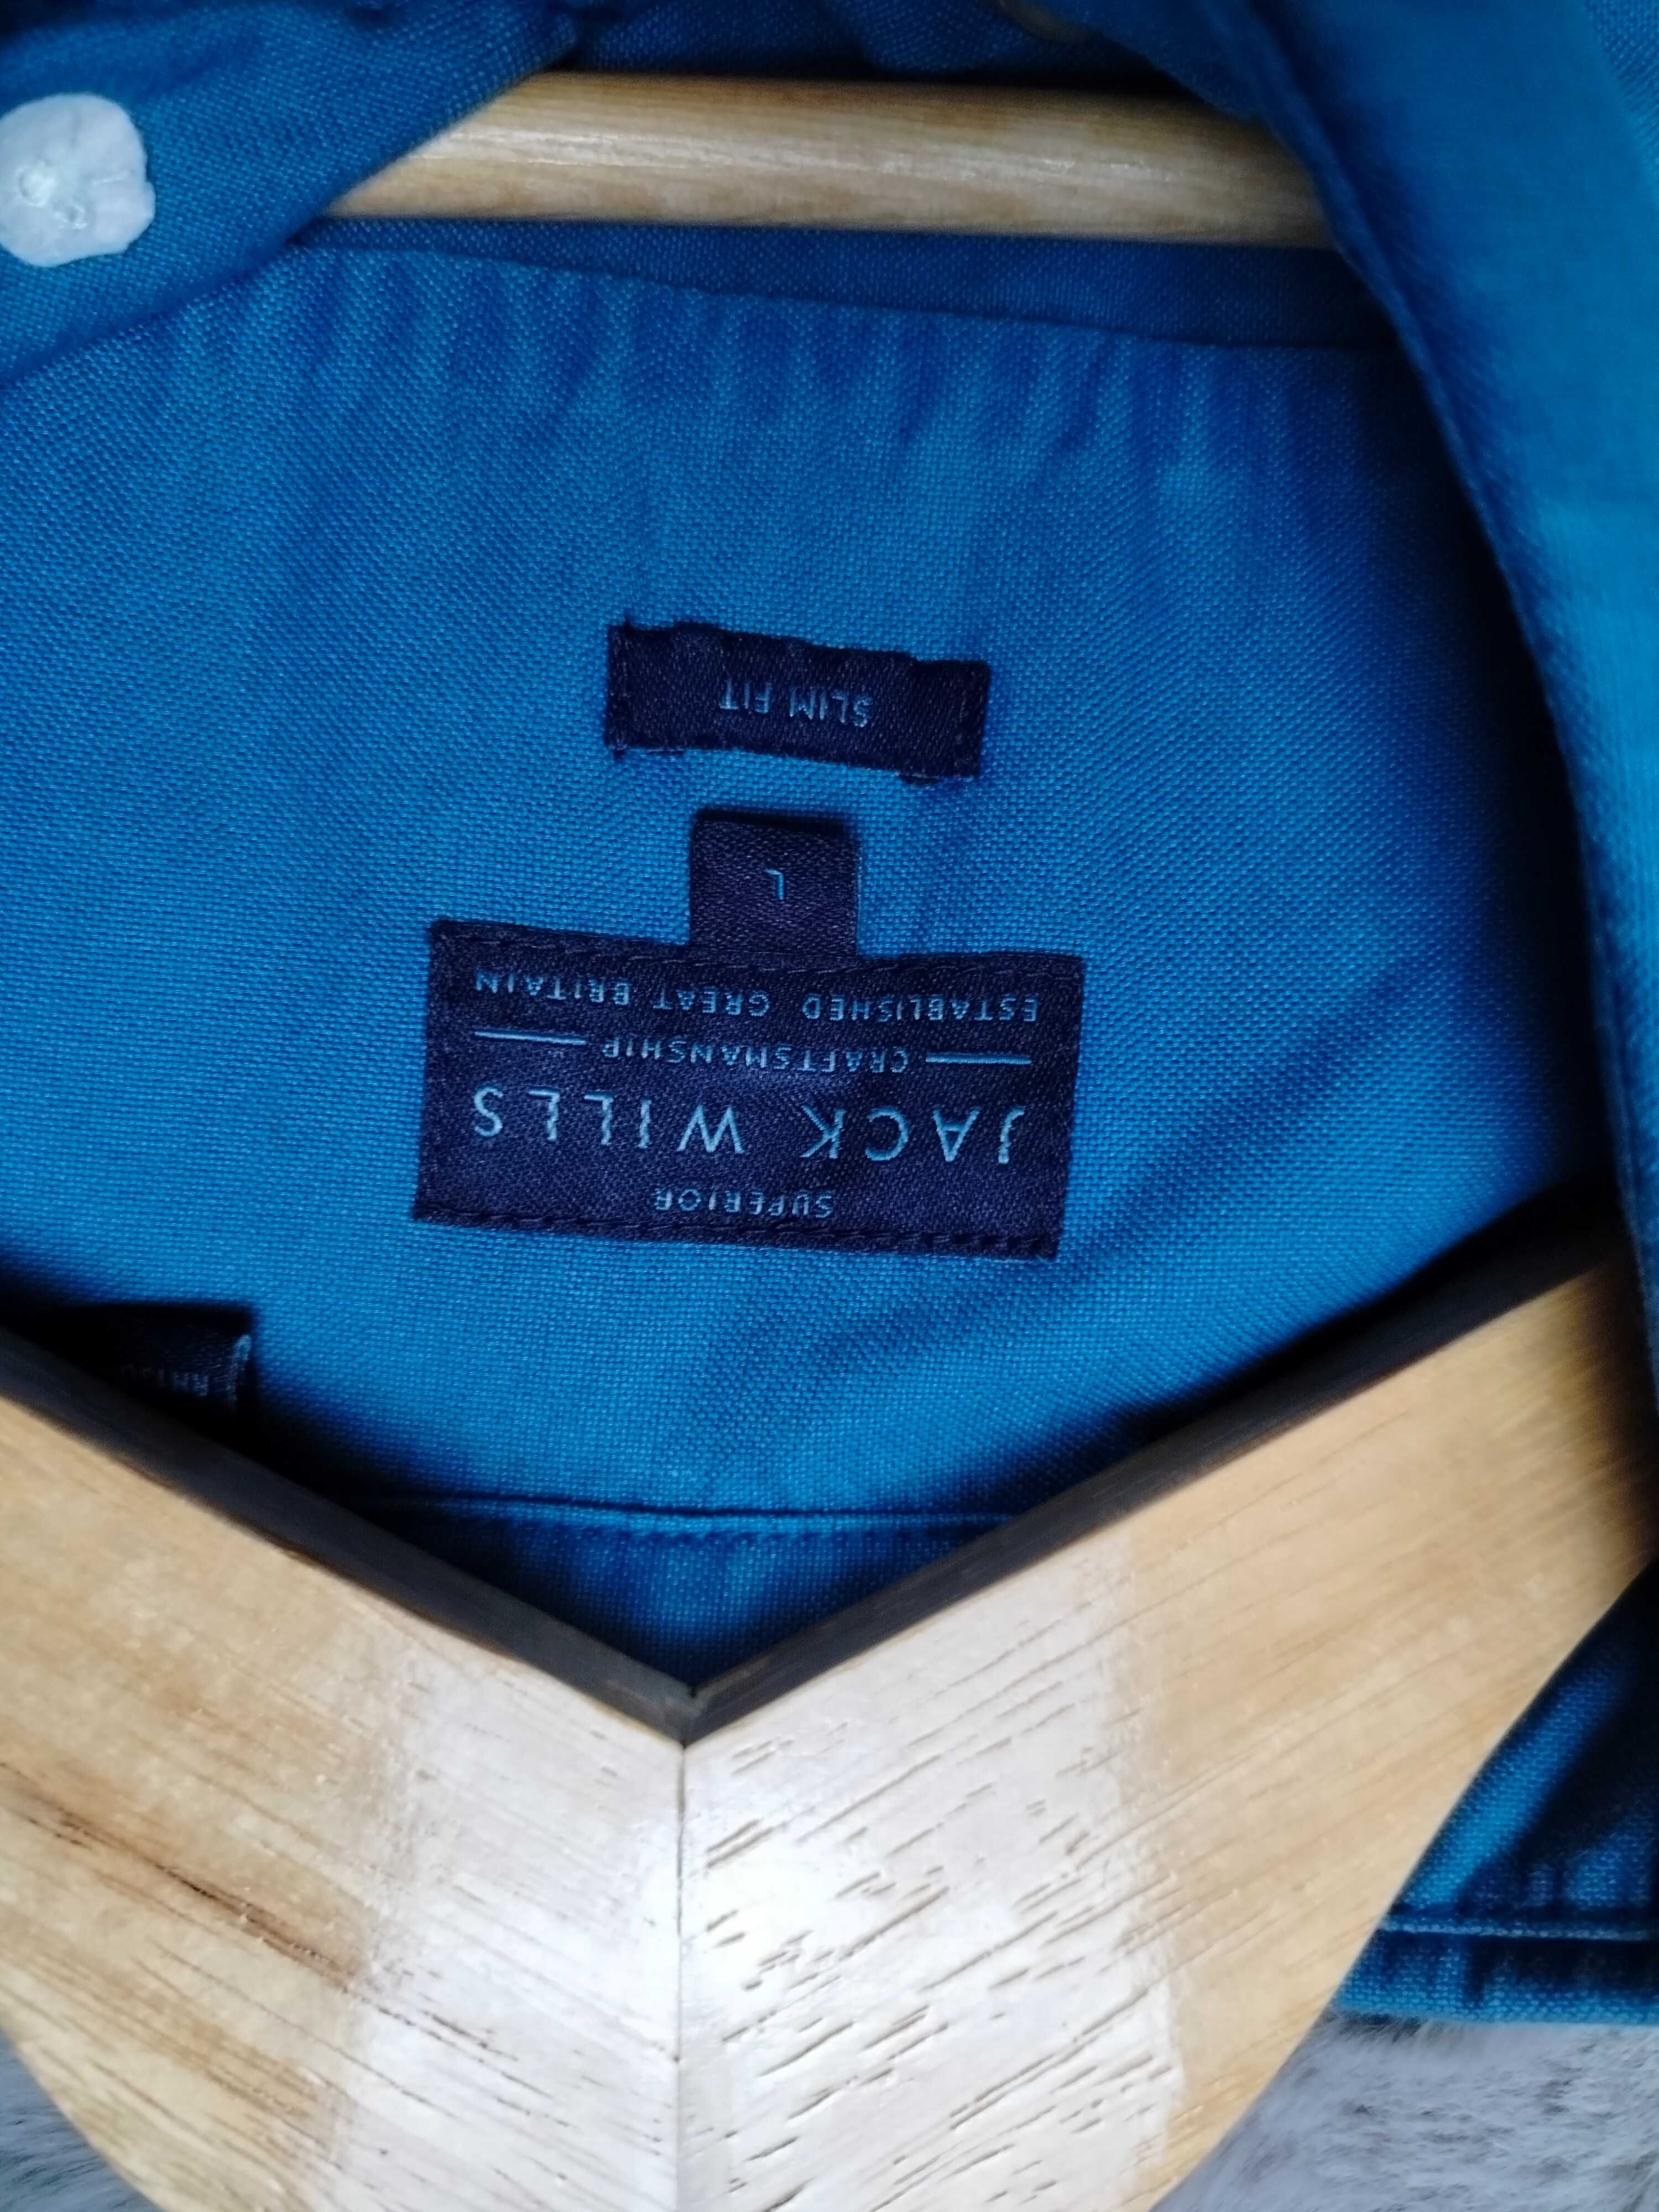 SUPERIOR
JACK WILLS
CRAFTSMANSHIP
ESTABLISHED GREAT BRITAIN
L
SLIM FIT